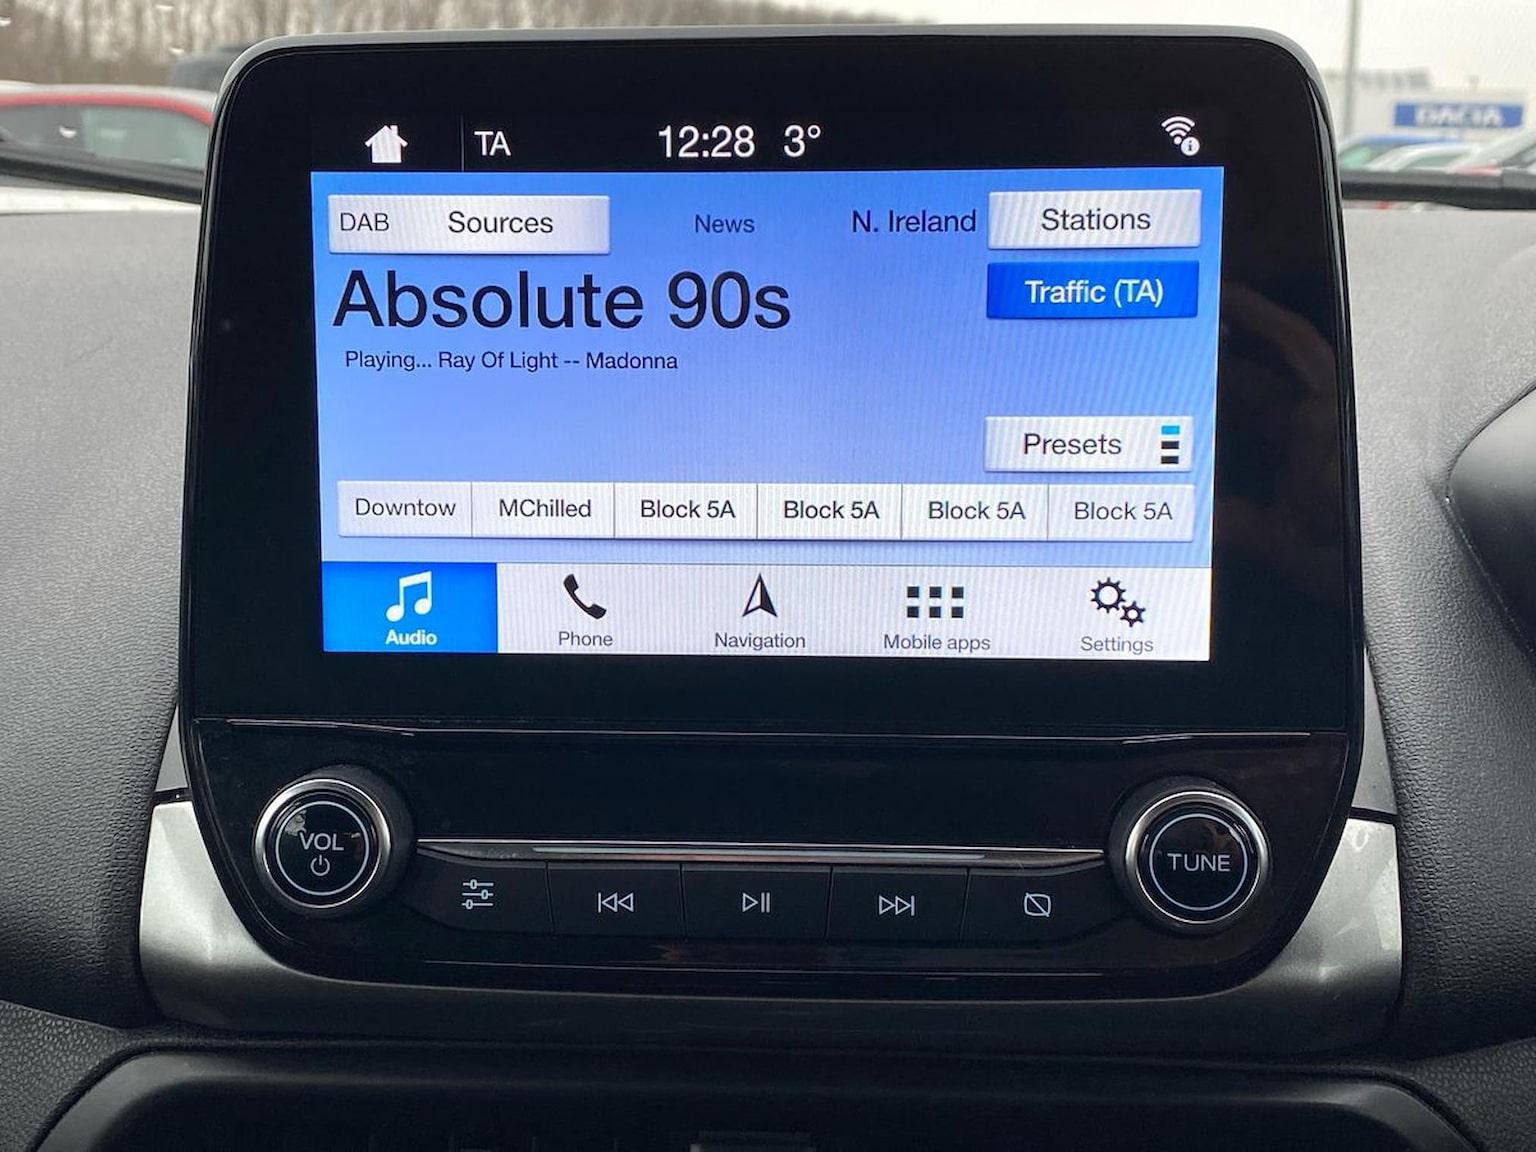 DACIA
TA 12:28 3°
DAB Sources News N. Ireland Stations
Absolute 90s
Traffic (TA)
Playing... Ray Of Light -- Madonna
Presets
Downtow MChilled Block 5A Block 5A Block 5A Block 5A
Audio Phone Navigation Mobile apps Settings
VOL
TUNE